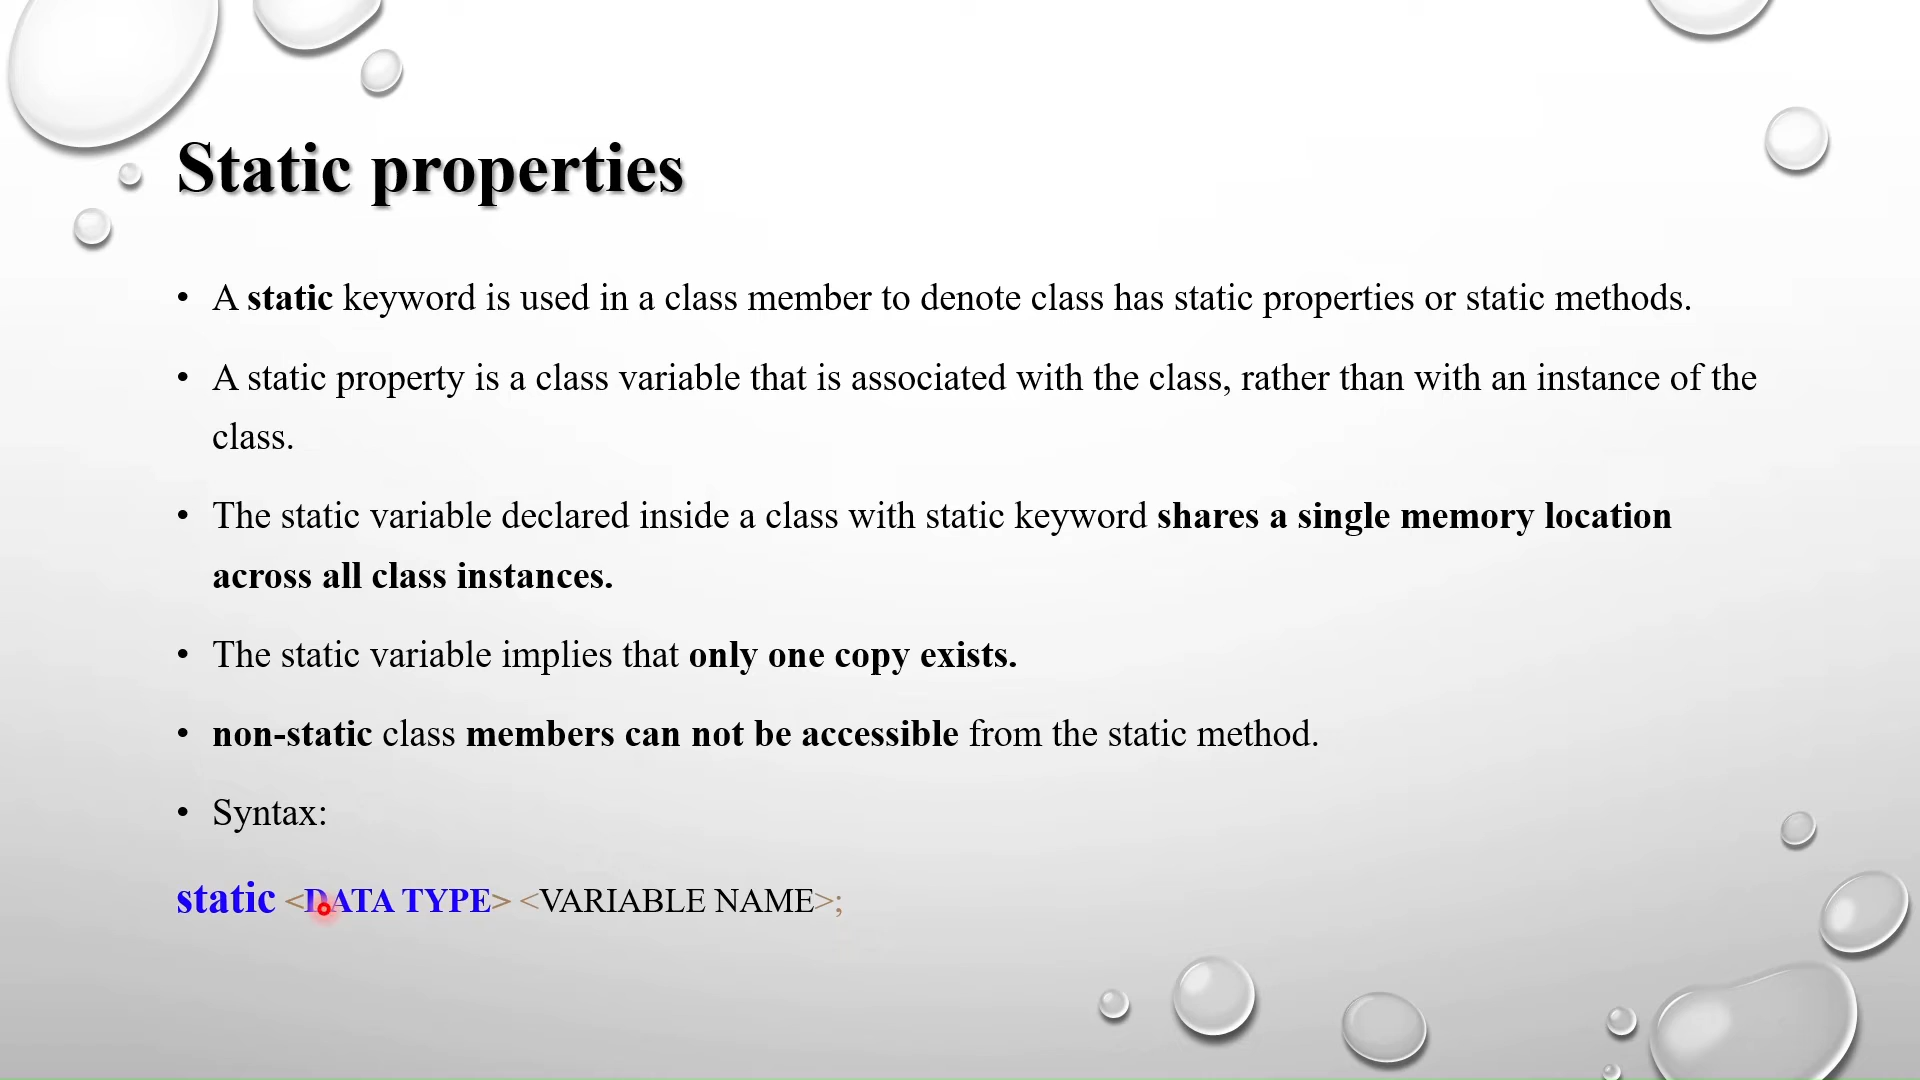 Static properties
• A static keyword is used in a class member to denote class has static properties or static methods.
• A static property is a class variable that is associated with the class, rather than with an instance of the
class.
• The static variable declared inside a class with static keyword shares a single memory location
across all class instances.
• The static variable implies that only one copy exists.
• non-static class members can not be accessible from the static method.
• Syntax:
static <DATA TYPE> <VARIABLE NAME>;